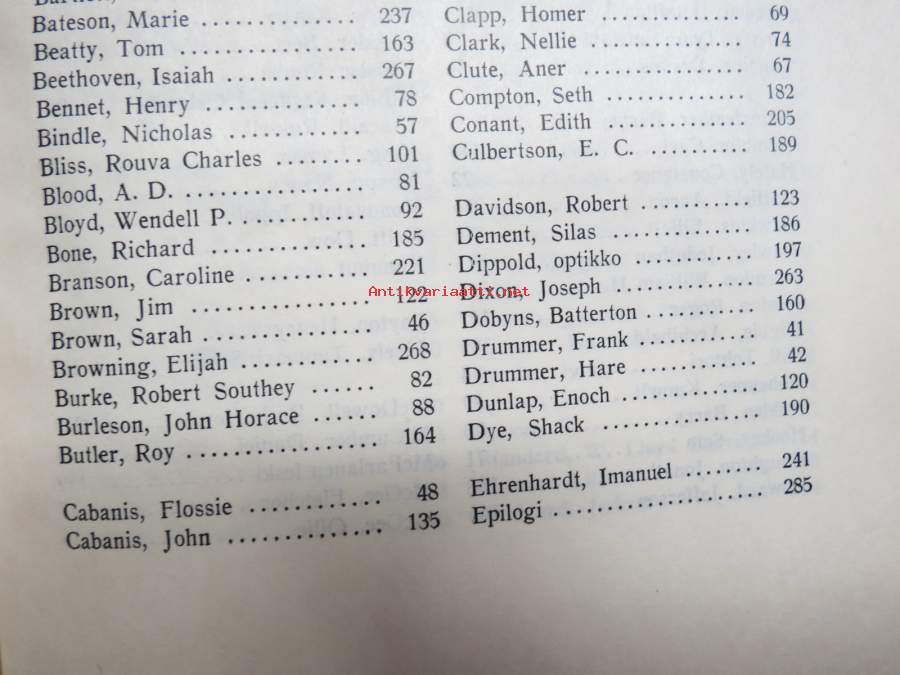 Bateson, Marie ................ 237
Beatty, Tom ................ 163
Beethoven, Isaiah ............ 267
Bennet, Henry ................ 78
Bindle, Nicholas ............ 57
Bliss, Rouva Charles ........ 101
Blood, A. D. ................ 81
Bloyd, Wendell P. ............ 92
Bone, Richard ............ 185
Branson, Caroline ............ 221
Brown, Jim ................ 122
Brown, Sarah ................ 46
Browning, Elijah ............ 268
Burke, Robert Southey ...... 82
Burleson, John Horace ...... 88
Butler, Roy ................ 164
Cabanis, Flossie ............ 48
Cabanis, John ............ 135
Clapp, Homer ............ 69
Clark, Nellie ............ 74
Clute, Aner ............ 67
Compton, Seth ............ 182
Conant, Edith ............ 205
Culbertson, E. C. .......... 189
Davidson, Robert .......... 123
Dement, Silas ............ 186
Dippold, optikko .......... 197
Dixon, Joseph ............ 263
Dobyns, Batterton .......... 160
Drummer, Frank .......... 41
Drummer, Hare .......... 42
Dunlap, Enoch ............ 120
Dye, Shack ............ 190
Ehrenhardt, Imanuel ....... 241
Epilogi .................. 285
Antikvariaatti.net